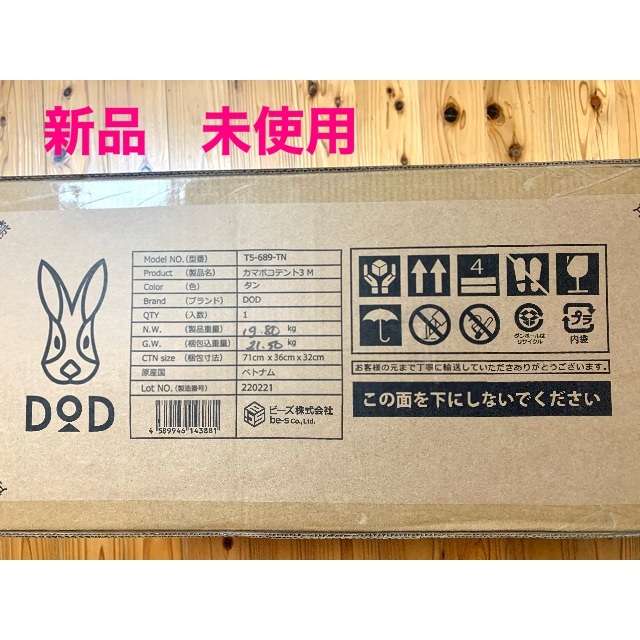 新品 未使用
Model NO.(型番) T5-689-TN
Product (製品名) カマボコテント3 M
Color (色) タン
Brand (ブランド) DOD
QTY (入数) 1
N.W. (製品重量) 19.80 kg
G.W. (梱包込重量) 21.50 kg
CTN size (梱包寸法) 71cm x 36cm x 32cm
原産国 ベトナム
Lot NO. (製造番号) 220221
4 589946 143881
ビーズ株式会社
be-s Co.,Ltd.
DOD
4
ダンボールは
リサイクル
プラ
内袋
お客様の元まで丁寧に輸送していただきありがとうございます。
この面を下にしないでください